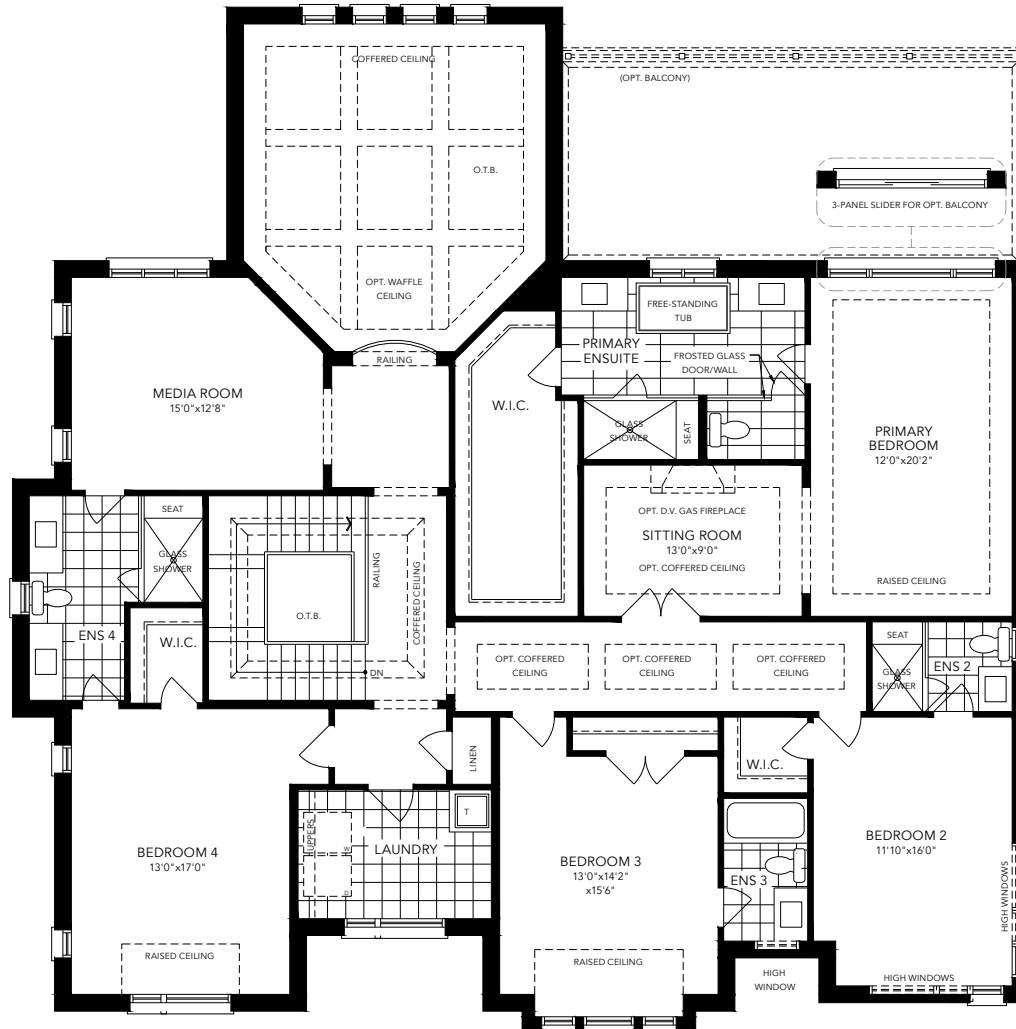 COFFERED CEILING
(OPT. BALCONY)
O.T.B.
3-PANEL SLIDER FOR OPT. BALCONY
OPT. WAFFLE
CEILING
FREE-STANDING
TUB
RAILING
PRIMARY
ENSUITE
FROSTED GLASS
DOOR/WALL
MEDIA ROOM
15'0"x12'8"
W.I.C.
GLASS
SHOWER
SEAT
PRIMARY
BEDROOM
12'0"x20'2"
SEAT
GLASS
SHOWER
OPT. D.V. GAS FIREPLACE
SITTING ROOM
13'0"x9'0"
OPT. COFFERED CEILING
RAISED CEILING
RAILING
COFFERED CEILING
O.T.B.
ENS 4
W.I.C.
DN
OPT. COFFERED
CEILING
OPT. COFFERED
CEILING
OPT. COFFERED
CEILING
SEAT
GLASS
SHOWER
ENS 2
LINEN
W.I.C.
UPPERS
W
D
T
LAUNDRY
BEDROOM 4
13'0"x17'0"
BEDROOM 3
13'0"x14'2"
x15'6"
ENS 3
BEDROOM 2
11'10"x16'0"
HIGH WINDOWS
RAISED CEILING
RAISED CEILING
HIGH
WINDOW
HIGH WINDOWS